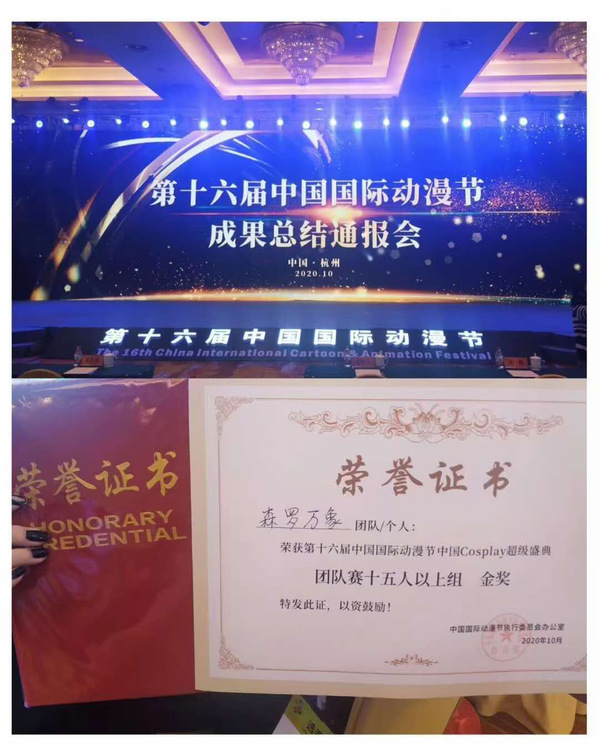 第十六届中国国际动漫节
成果总结通报会
中国·杭州
2020.10
第十六届中国国际动漫节
The 16th China International Cartoon & Animation Festival
荣誉证书
HONORARY
CREDENTIAL
荣誉证书
森罗万象 团队/个人：
荣获第十六届中国国际动漫节中国Cosplay超级盛典
团队赛十五人以上组 金奖
特发此证，以资鼓励！
中国国际动漫节执行委员会办公室
2020年10月